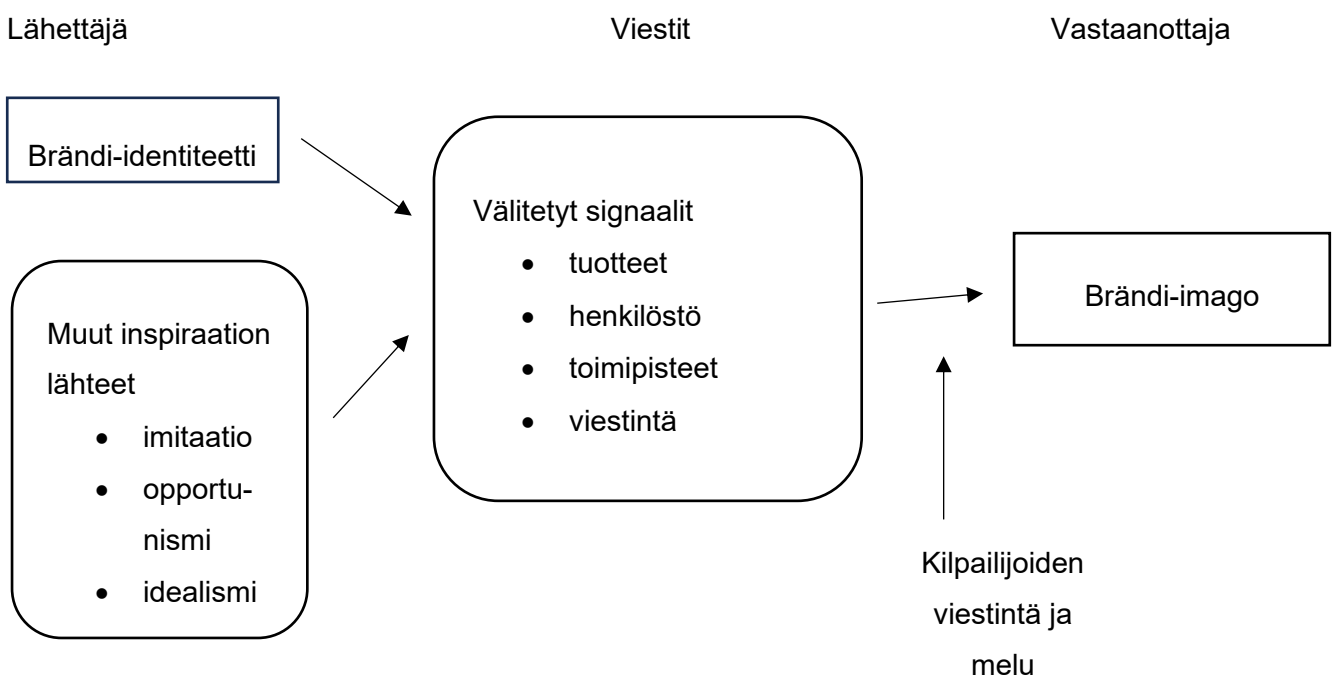 Lähettäjä
Viestit
Vastaanottaja
Brändi-identiteetti
Muut inspiraation
lähteet
• imitaatio
• opportu-
nismi
• idealismi
Välitetyt signaalit
• tuotteet
• henkilöstö
• toimipisteet
• viestintä
Brändi-imago
Kilpailijoiden
viestintä ja
melu